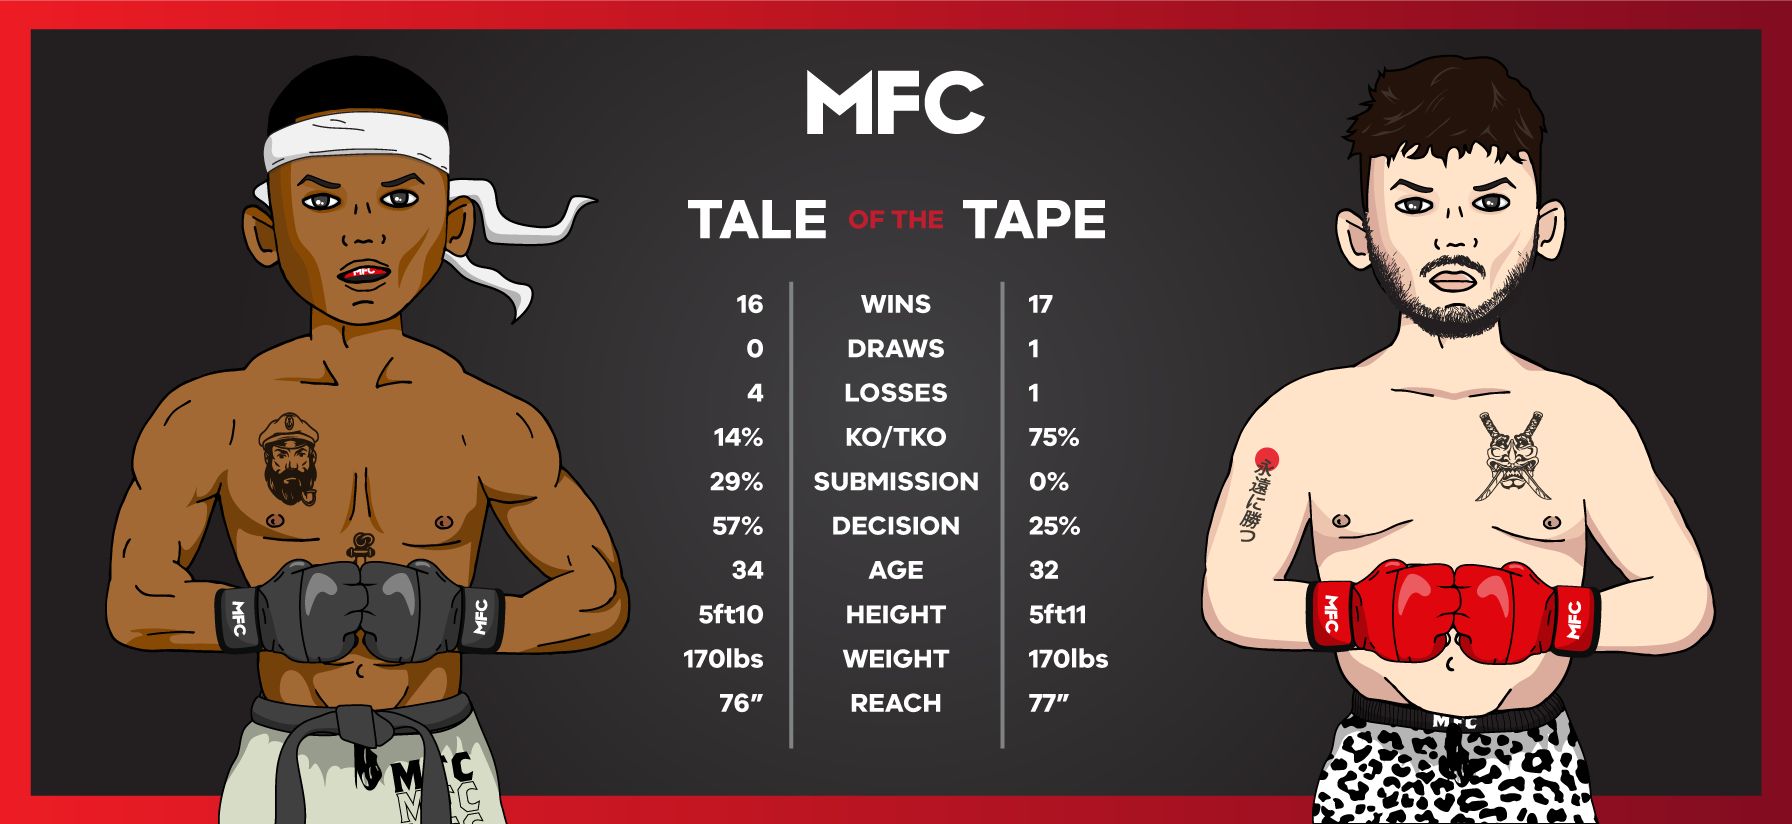 MFC
TALE OF THE TAPE
16 WINS 17
0 DRAWS 1
4 LOSSES 1
14% KO/TKO 75%
29% SUBMISSION 0%
57% DECISION 25%
34 AGE 32
5ft10 HEIGHT 5ft11
170lbs WEIGHT 170lbs
76” REACH 77”
MFC
永遠に勝つ
MFC
MFC
MFC
MFC
MFC